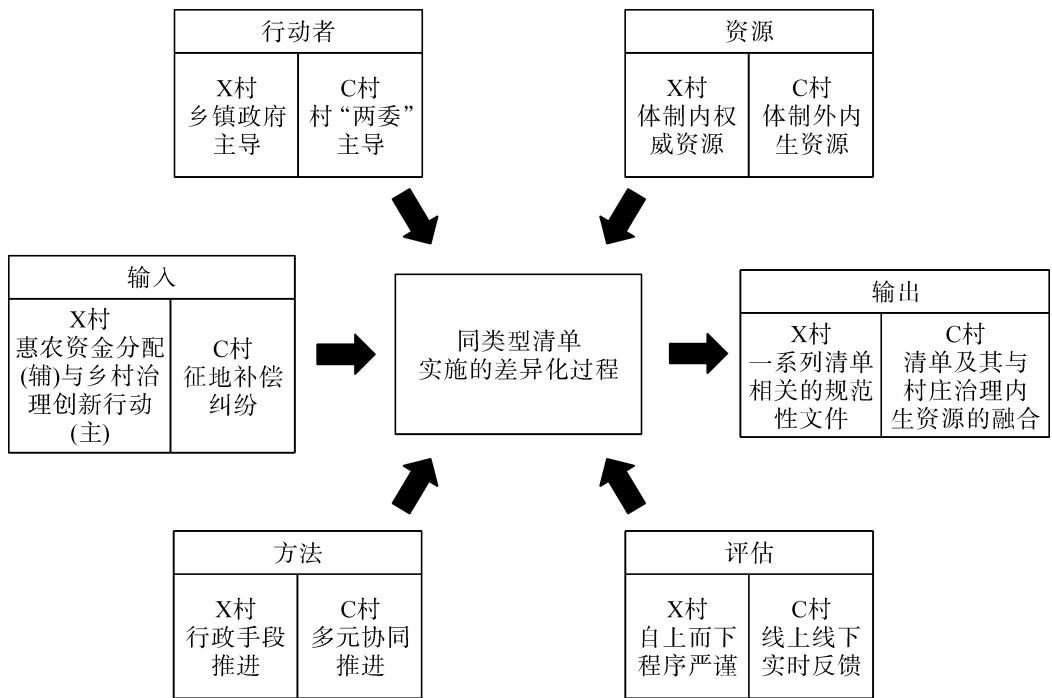 行动者
X村
乡镇政府
主导
C村
村“两委”
主导
资源
X村
体制内权
威资源
C村
体制外内
生资源
输入
X村
惠农资金分配
(辅)与乡村治
理创新行动
(主)
C村
征地补偿
纠纷
同类型清单
实施的差异化过程
输出
X村
一系列清单
相关的规范
性文件
C村
清单及其与
村庄治理内
生资源的融合
方法
X村
行政手段
推进
C村
多元协同
推进
评估
X村
自上而下
程序严谨
C村
线上线下
实时反馈